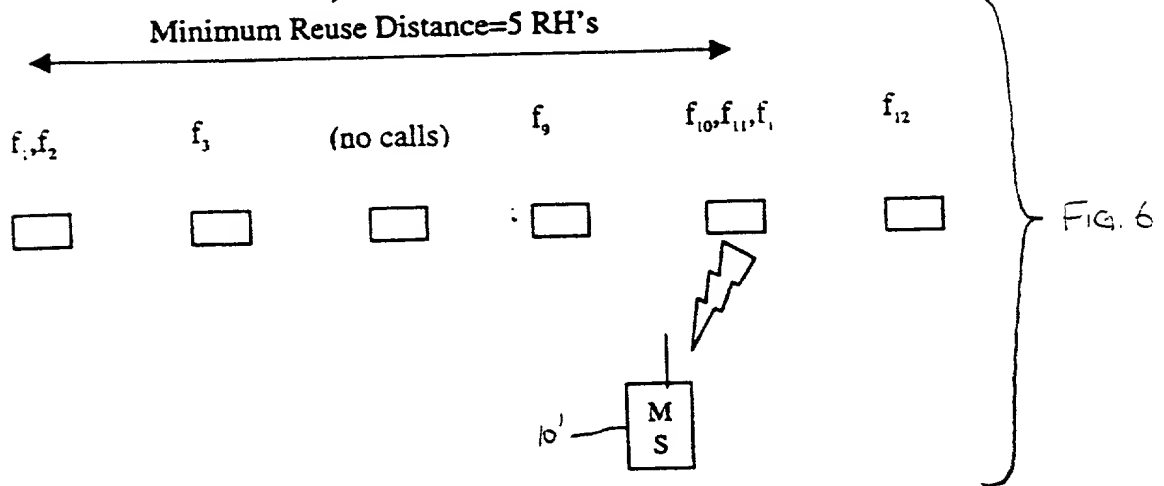 Minimum Reuse Distance=5 RH's
f₁,f₂ f₃ (no calls) f₉ f₁₀,f₁₁,f₁ f₁₂
FIG. 6
M
S
10'